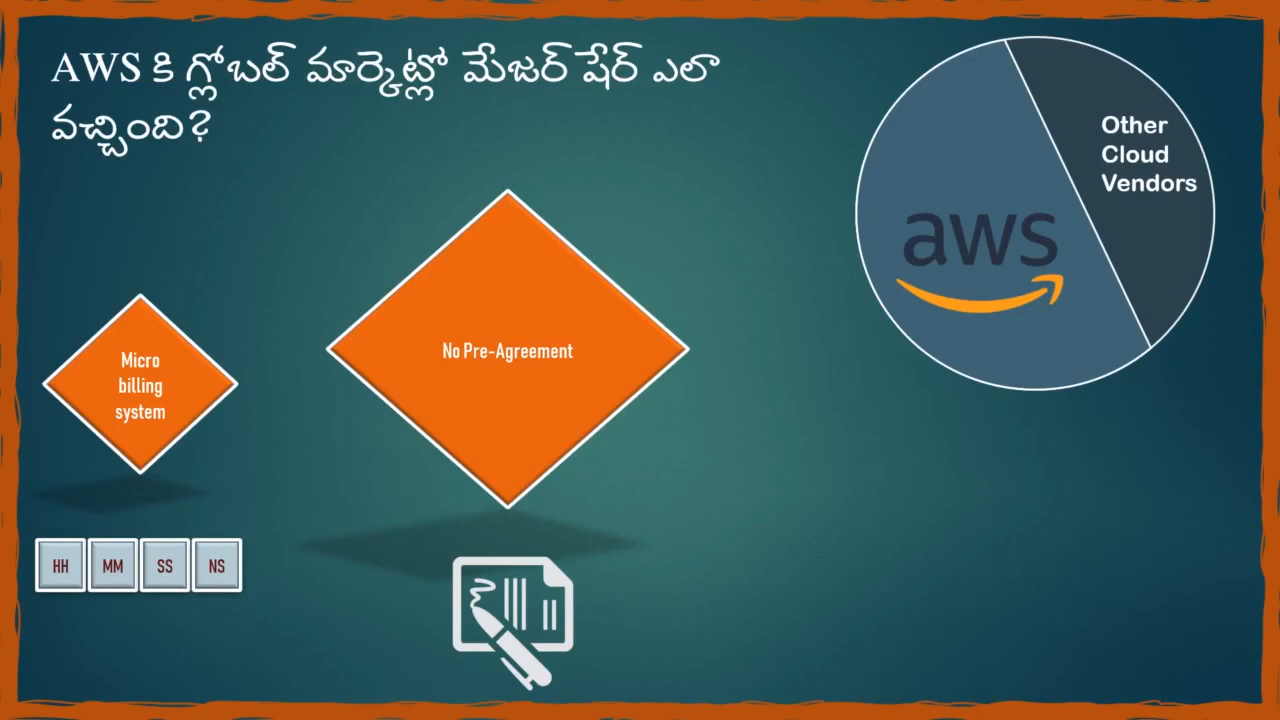 AWS కి గ్లోబల్ మార్కెట్లో మేజర్ షేర్ ఎలా
వచ్చింది?
Other
Cloud
Vendors
aws
No Pre-Agreement
Micro
billing
system
HH MM SS NS